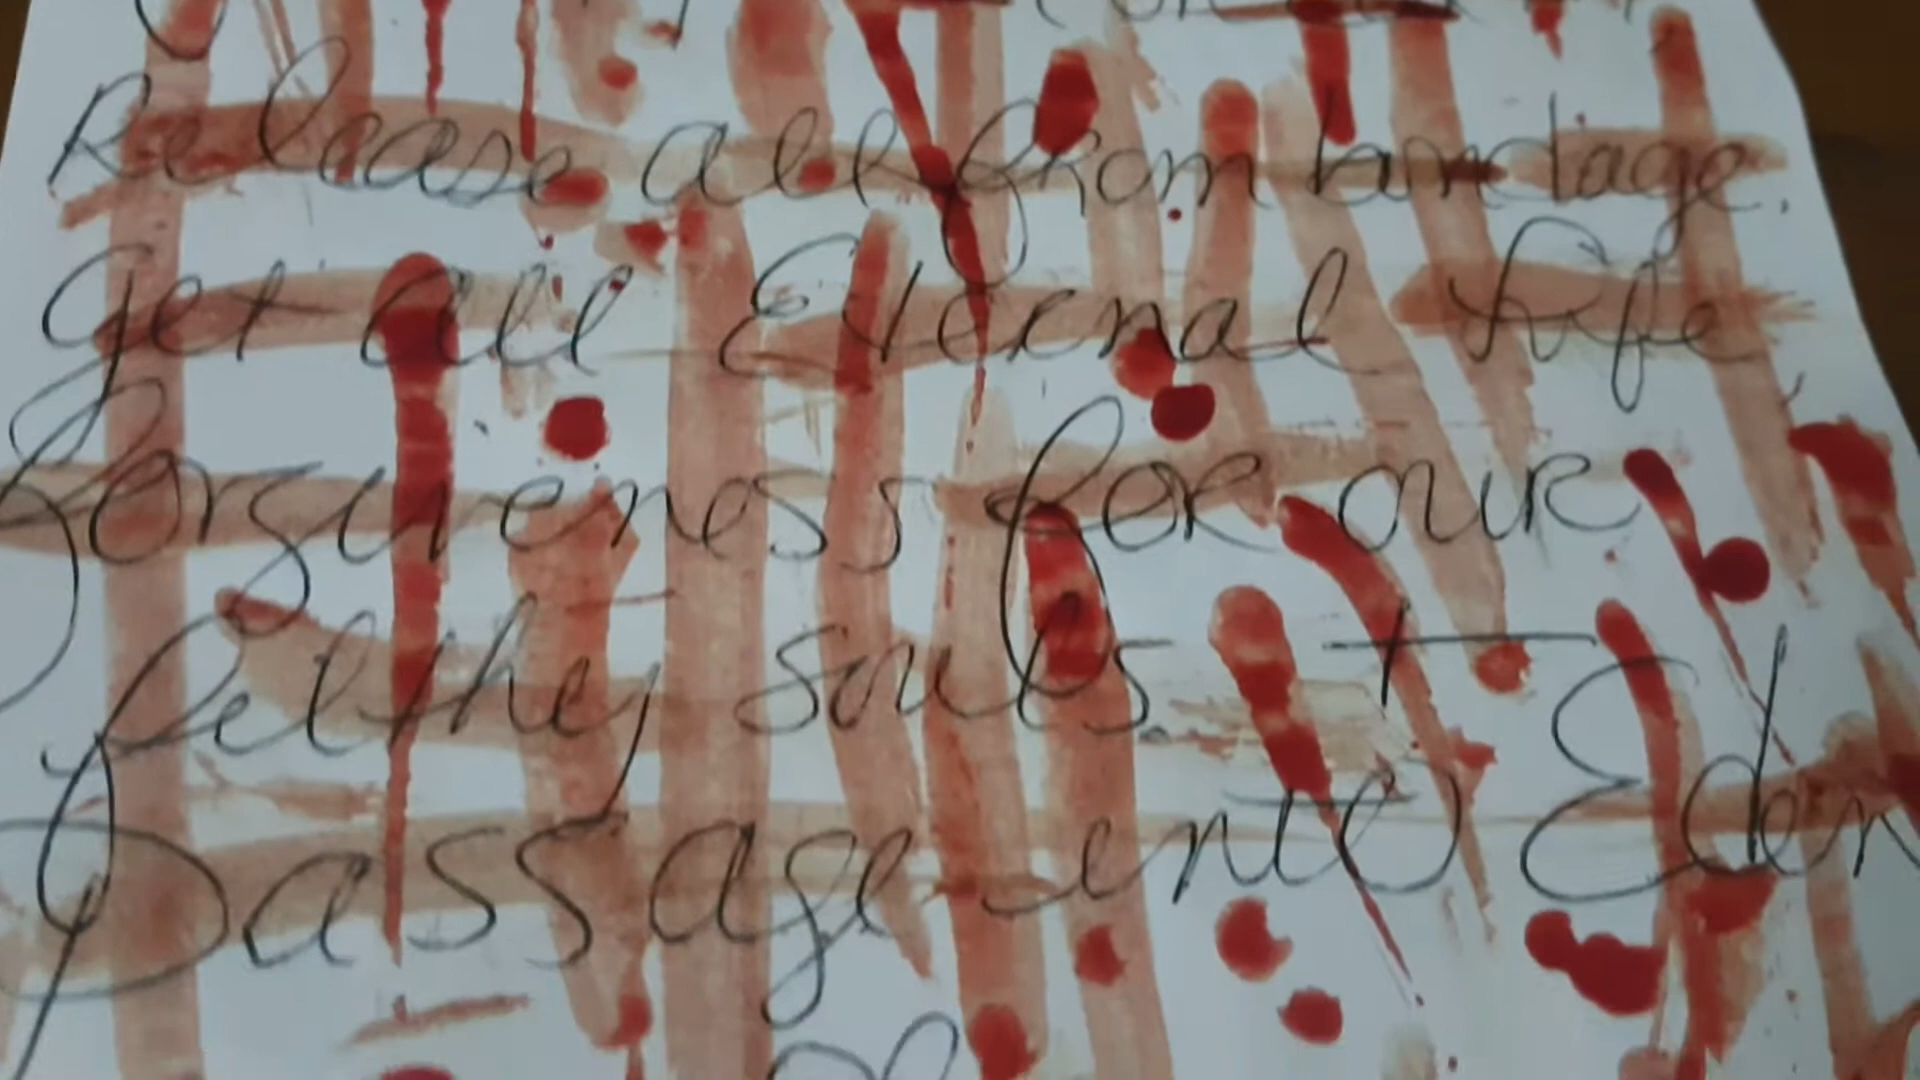 Release all from bondage.
Get all Eternal Life
forgiveness for our
filthy souls. +
passage into Eden